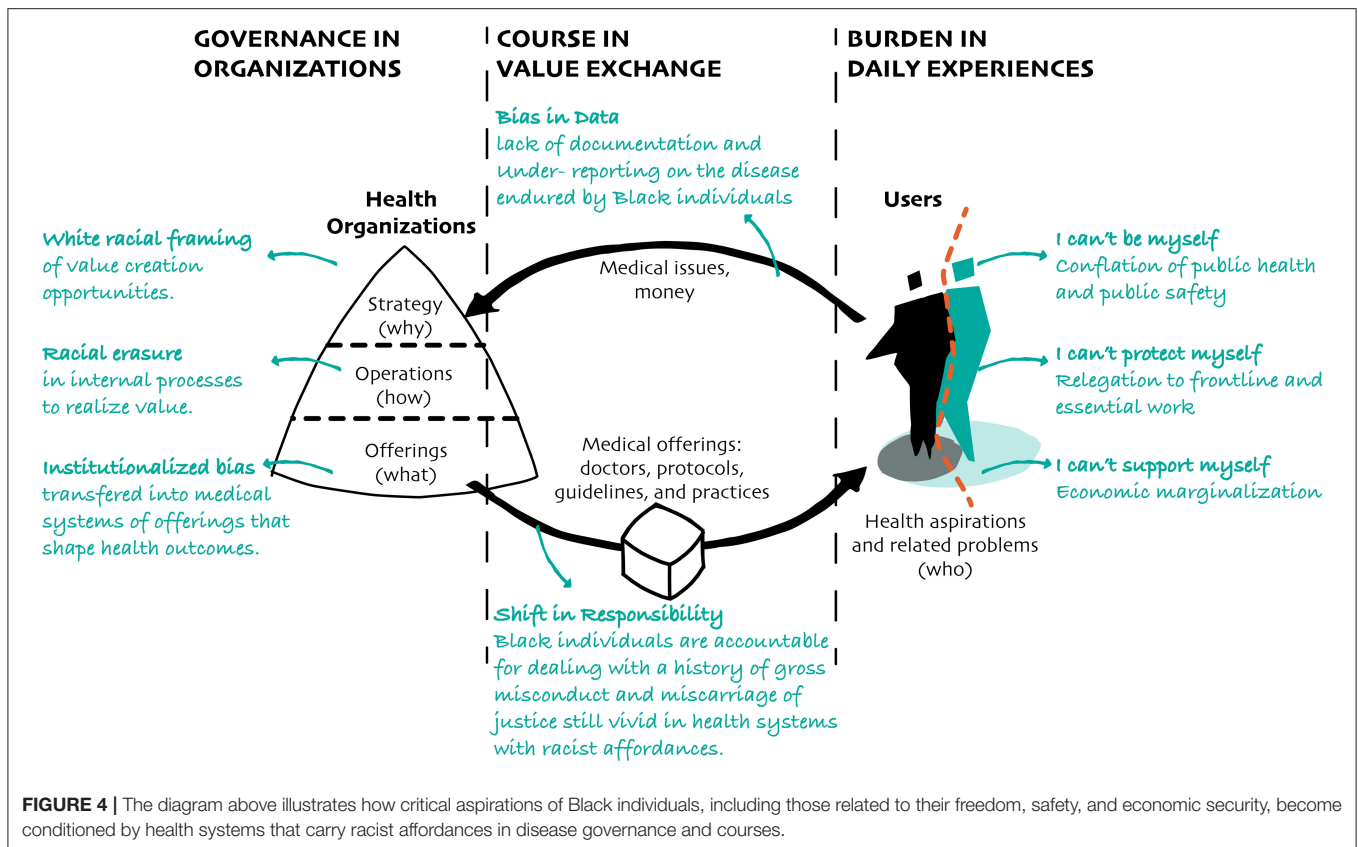 GOVERNANCE IN
ORGANIZATIONS
COURSE IN
VALUE EXCHANGE
BURDEN IN
DAILY EXPERIENCES
Bias in Data
lack of documentation and
Under- reporting on the disease
endured by Black individuals
Health
Organizations
Users
White racial framing
of value creation
opportunities.
Racial erasure
in internal processes
to realize value.
Institutionalized bias
transfered into medical
systems of offerings that
shape health outcomes.
Strategy
(why)
Operations
(how)
Offerings
(what)
Medical issues,
money
Medical offerings:
doctors, protocols,
guidelines, and practices
I can't be myself
Conflation of public health
and public safety
I can't protect myself
Relegation to frontline and
essential work
I can't support myself
Economic marginalization
Health aspirations
and related problems
(who)
Shift in Responsibility
Black individuals are accountable
for dealing with a history of gross
misconduct and miscarriage of
justice still vivid in health systems
with racist affordances.
FIGURE 4 | The diagram above illustrates how critical aspirations of Black individuals, including those related to their freedom, safety, and economic security, become
conditioned by health systems that carry racist affordances in disease governance and courses.